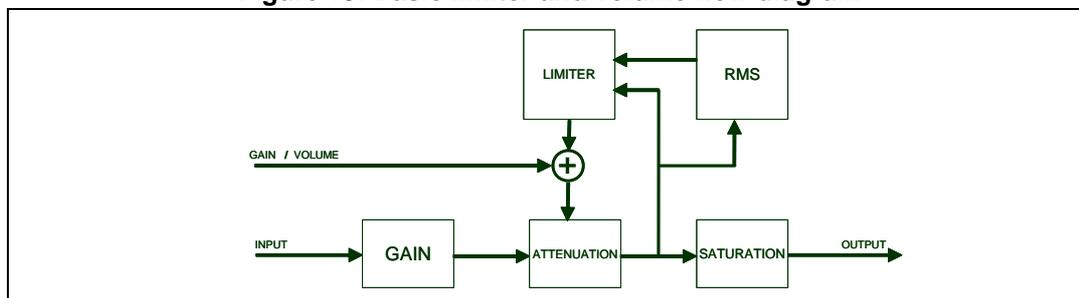 LIMITER
RMS
GAIN / VOLUME
INPUT
GAIN
ATTENUATION
SATURATION
OUTPUT